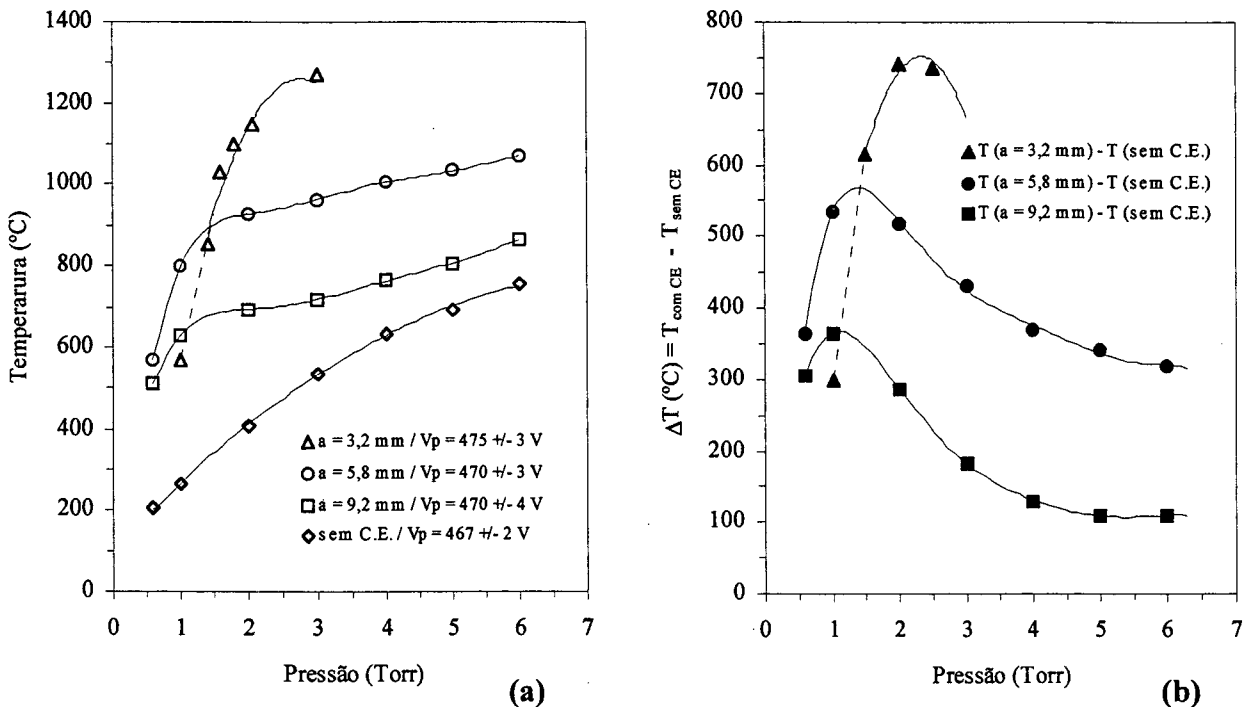 1400
1200
1000
800
600
400
200
0
0 1 2 3 4 5 6 7
Temperarura (ºC)
Pressão (Torr)
a = 3,2 mm / Vp = 475 +/- 3 V
a = 5,8 mm / Vp = 470 +/- 3 V
a = 9,2 mm / Vp = 470 +/- 4 V
sem C.E. / Vp = 467 +/- 2 V
(a)
800
700
600
500
400
300
200
100
0
0 1 2 3 4 5 6 7
ΔT (ºC) = T com CE - T sem CE
Pressão (Torr)
T (a = 3,2 mm) - T (sem C.E.)
T (a = 5,8 mm) - T (sem C.E.)
T (a = 9,2 mm) - T (sem C.E.)
(b)